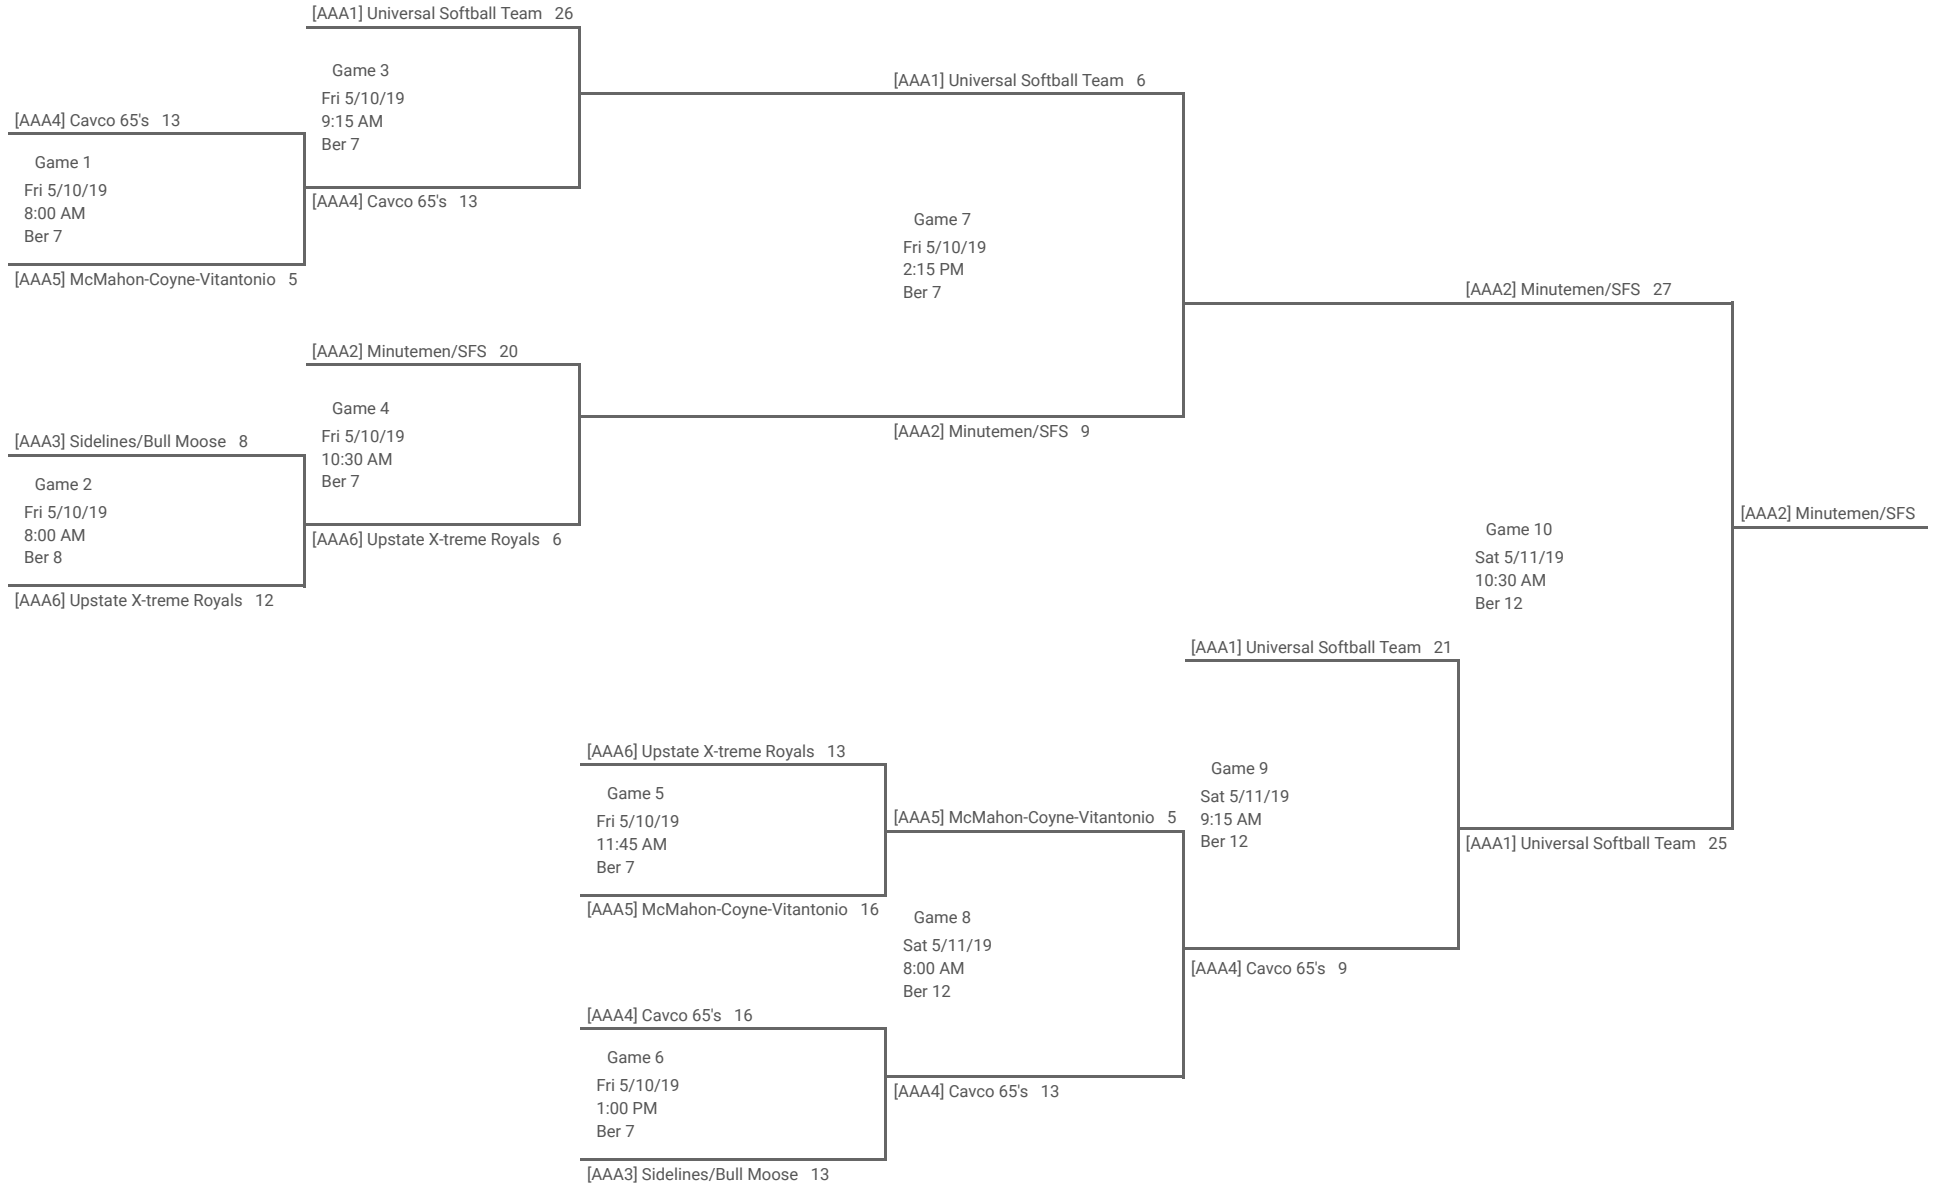 [AAA1] Universal Softball Team 26
Game 3
Fri 5/10/19
9:15 AM
Ber 7
[AAA4] Cavco 65's 13
[AAA4] Cavco 65's 13
Game 1
Fri 5/10/19
8:00 AM
Ber 7
[AAA5] McMahon-Coyne-Vitantonio 5
[AAA1] Universal Softball Team 6
Game 7
Fri 5/10/19
2:15 PM
Ber 7
[AAA2] Minutemen/SFS 9
[AAA2] Minutemen/SFS 20
Game 4
Fri 5/10/19
10:30 AM
Ber 7
[AAA6] Upstate X-treme Royals 6
[AAA3] Sidelines/Bull Moose 8
Game 2
Fri 5/10/19
8:00 AM
Ber 8
[AAA6] Upstate X-treme Royals 12
[AAA2] Minutemen/SFS 27
Game 10
Sat 5/11/19
10:30 AM
Ber 12
[AAA1] Universal Softball Team 25
[AAA2] Minutemen/SFS
[AAA1] Universal Softball Team 21
Game 9
Sat 5/11/19
9:15 AM
Ber 12
[AAA4] Cavco 65's 9
[AAA6] Upstate X-treme Royals 13
Game 5
Fri 5/10/19
11:45 AM
Ber 7
[AAA5] McMahon-Coyne-Vitantonio 16
[AAA5] McMahon-Coyne-Vitantonio 5
Game 8
Sat 5/11/19
8:00 AM
Ber 12
[AAA4] Cavco 65's 13
[AAA4] Cavco 65's 16
Game 6
Fri 5/10/19
1:00 PM
Ber 7
[AAA3] Sidelines/Bull Moose 13